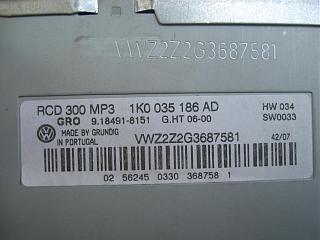 VWZ2Z2G3687581
RCD 300 MP3 1K0 035 186 AD HW 034
GRO 9.18491-8151 G.HT 06-00 SW0033
MADE BY GRUNDIG
IN PORTUGAL VWZ2Z2G3687581 42/07
02 56245 0330 368758 1